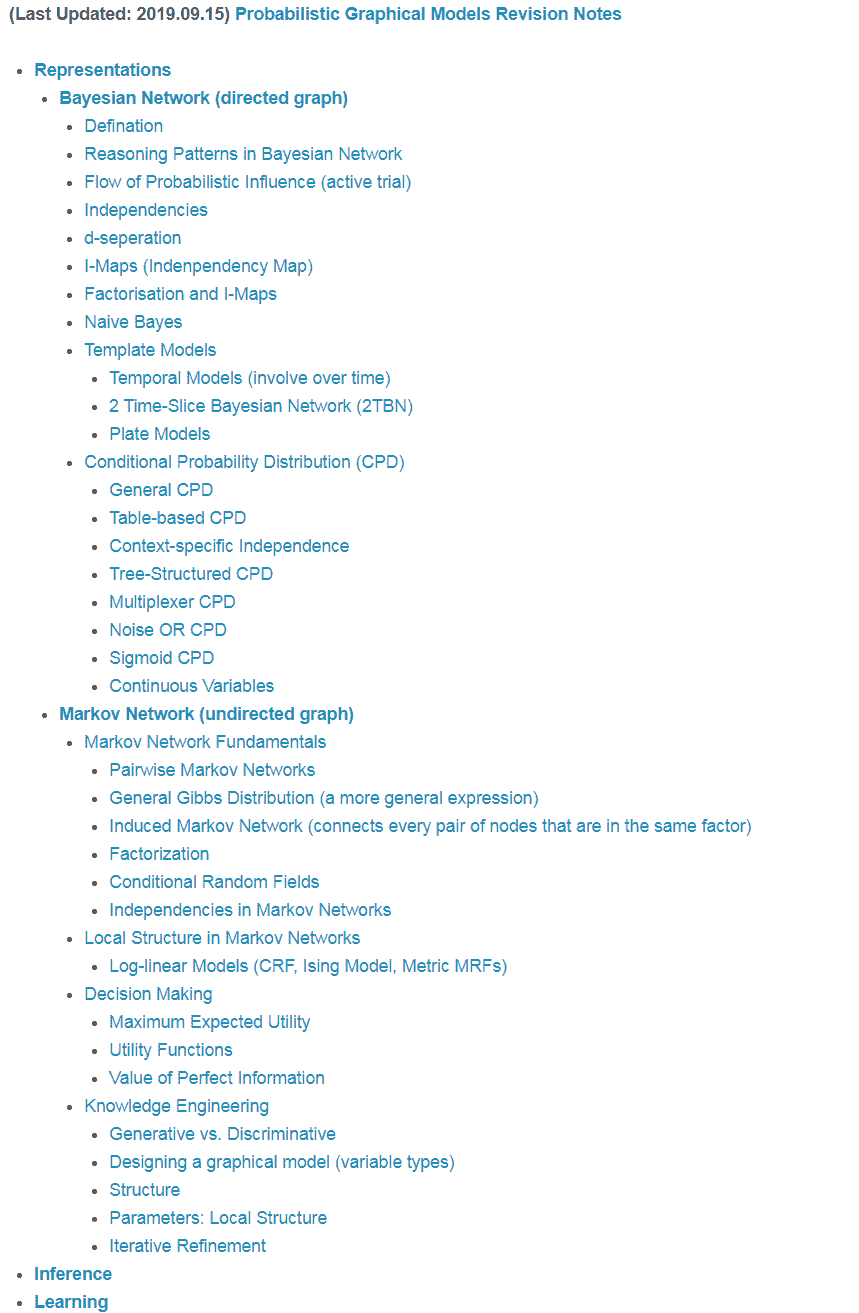 (Last Updated: 2019.09.15) Probabilistic Graphical Models Revision Notes
Representations
Bayesian Network (directed graph)
Defination
Reasoning Patterns in Bayesian Network
Flow of Probabilistic Influence (active trial)
Independencies
d-seperation
I-Maps (Indenpendency Map)
Factorisation and I-Maps
Naive Bayes
Template Models
Temporal Models (involve over time)
2 Time-Slice Bayesian Network (2TBN)
Plate Models
Conditional Probability Distribution (CPD)
General CPD
Table-based CPD
Context-specific Independence
Tree-Structured CPD
Multiplexer CPD
Noise OR CPD
Sigmoid CPD
Continuous Variables
Markov Network (undirected graph)
Markov Network Fundamentals
Pairwise Markov Networks
General Gibbs Distribution (a more general expression)
Induced Markov Network (connects every pair of nodes that are in the same factor)
Factorization
Conditional Random Fields
Independencies in Markov Networks
Local Structure in Markov Networks
Log-linear Models (CRF, Ising Model, Metric MRFs)
Decision Making
Maximum Expected Utility
Utility Functions
Value of Perfect Information
Knowledge Engineering
Generative vs. Discriminative
Designing a graphical model (variable types)
Structure
Parameters: Local Structure
Iterative Refinement
Inference
Learning